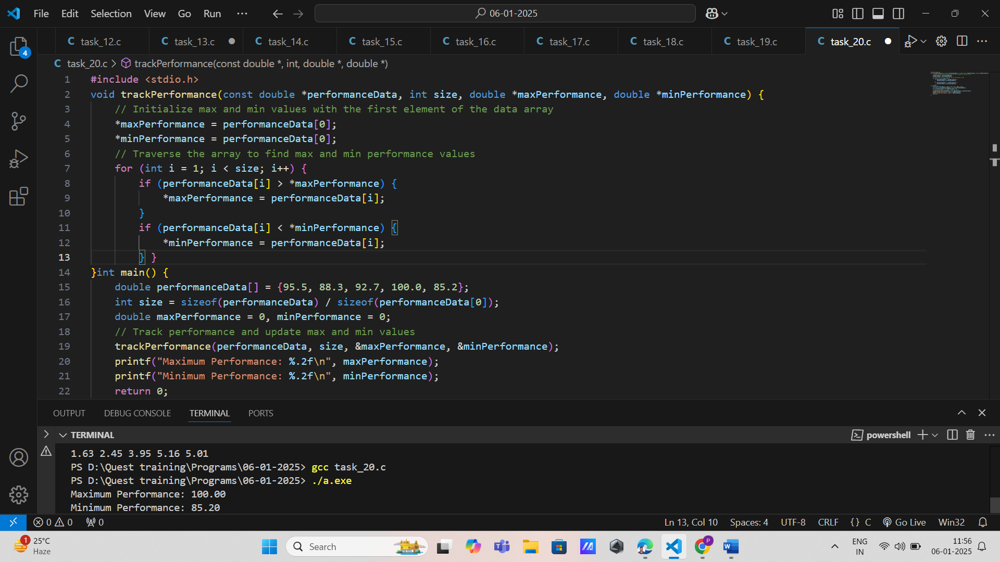 File Edit Selection View Go Run ··· 06-01-2025
task_12.c task_13.c task_14.c task_15.c task_16.c task_17.c task_18.c task_19.c task_20.c
task_20.c > trackPerformance(const double *, int, double *, double *)
1 #include <stdio.h>
2 void trackPerformance(const double *performanceData, int size, double *maxPerformance, double *minPerformance) {
3 // Initialize max and min values with the first element of the data array
4 *maxPerformance = performanceData[0];
5 *minPerformance = performanceData[0];
6 // Traverse the array to find max and min performance values
7 for (int i = 1; i < size; i++) {
8 if (performanceData[i] > *maxPerformance) {
9 *maxPerformance = performanceData[i];
10 }
11 if (performanceData[i] < *minPerformance) {
12 *minPerformance = performanceData[i];
13 } }
14 }int main() {
15 double performanceData[] = {95.5, 88.3, 92.7, 100.0, 85.2};
16 int size = sizeof(performanceData) / sizeof(performanceData[0]);
17 double maxPerformance = 0, minPerformance = 0;
18 // Track performance and update max and min values
19 trackPerformance(performanceData, size, &maxPerformance, &minPerformance);
20 printf("Maximum Performance: %.2f\n", maxPerformance);
21 printf("Minimum Performance: %.2f\n", minPerformance);
22 return 0;
4
OUTPUT DEBUG CONSOLE TERMINAL PORTS
TERMINAL powershell
1.63 2.45 3.95 5.16 5.01
PS D:\Quest training\Programs\06-01-2025> gcc task_20.c
PS D:\Quest training\Programs\06-01-2025> ./a.exe
Maximum Performance: 100.00
Minimum Performance: 85.20
0 0 0 Ln 13, Col 10 Spaces: 4 UTF-8 CRLF {} C Go Live Win32
1 25°C
Haze
Search
P
W
ENG
IN
11:56
06-01-2025